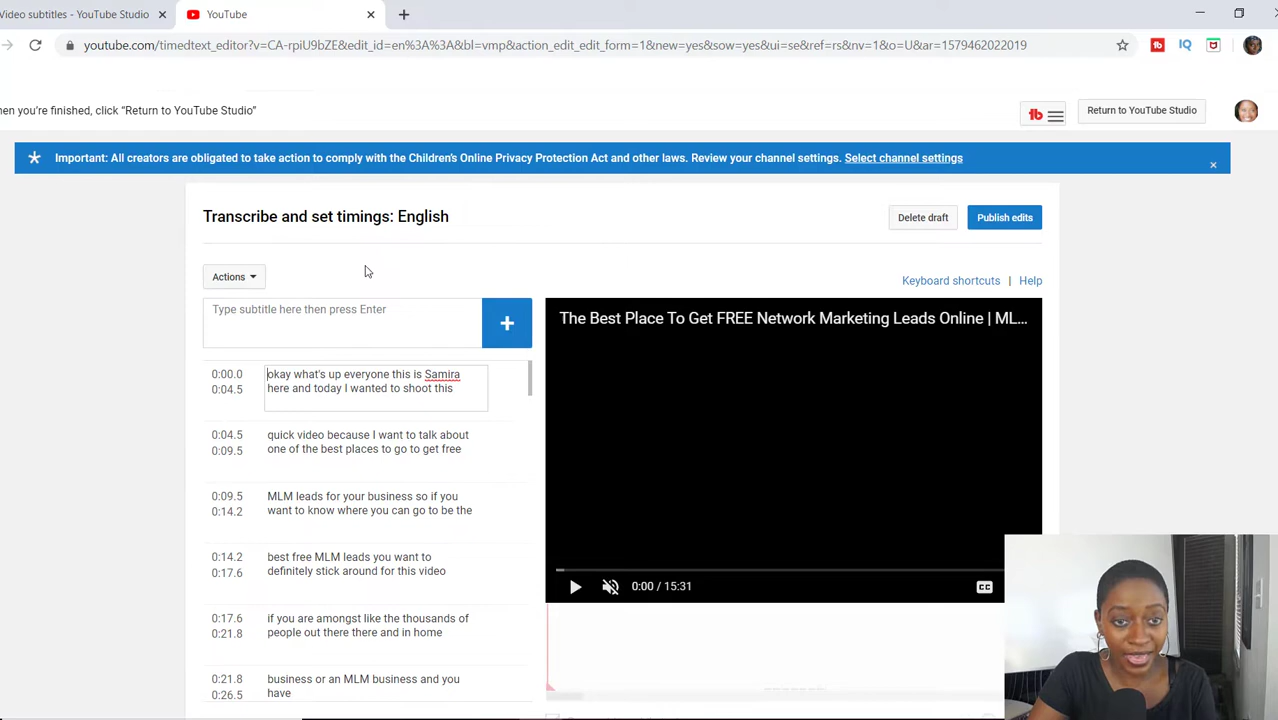 Video subtitles - YouTube Studio
YouTube
youtube.com/timedtext_editor?v=CA-rpiU9bZE&edit_id=en%3A%3A&bl=vmp&action_edit_edit_form=1&new=yes&sow=yes&ui=se&ref=rs&nv=1&o=U&ar=1579462022019
tb
IQ
en you're finished, click "Return to YouTube Studio"
tb
Return to YouTube Studio
Important: All creators are obligated to take action to comply with the Children's Online Privacy Protection Act and other laws. Review your channel settings. Select channel settings
Transcribe and set timings: English
Delete draft
Publish edits
Actions
Keyboard shortcuts | Help
Type subtitle here then press Enter
+
The Best Place To Get FREE Network Marketing Leads Online | ML...
0:00.0 okay what's up everyone this is Samira
0:04.5 here and today I wanted to shoot this
0:04.5 quick video because I want to talk about
0:09.5 one of the best places to go to get free
0:09.5 MLM leads for your business so if you
0:14.2 want to know where you can go to be the
0:14.2 best free MLM leads you want to
0:17.6 definitely stick around for this video
0:00 / 15:31
CC
0:17.6 if you are amongst like the thousands of
0:21.8 people out there there and in home
0:21.8 business or an MLM business and you
0:26.5 have